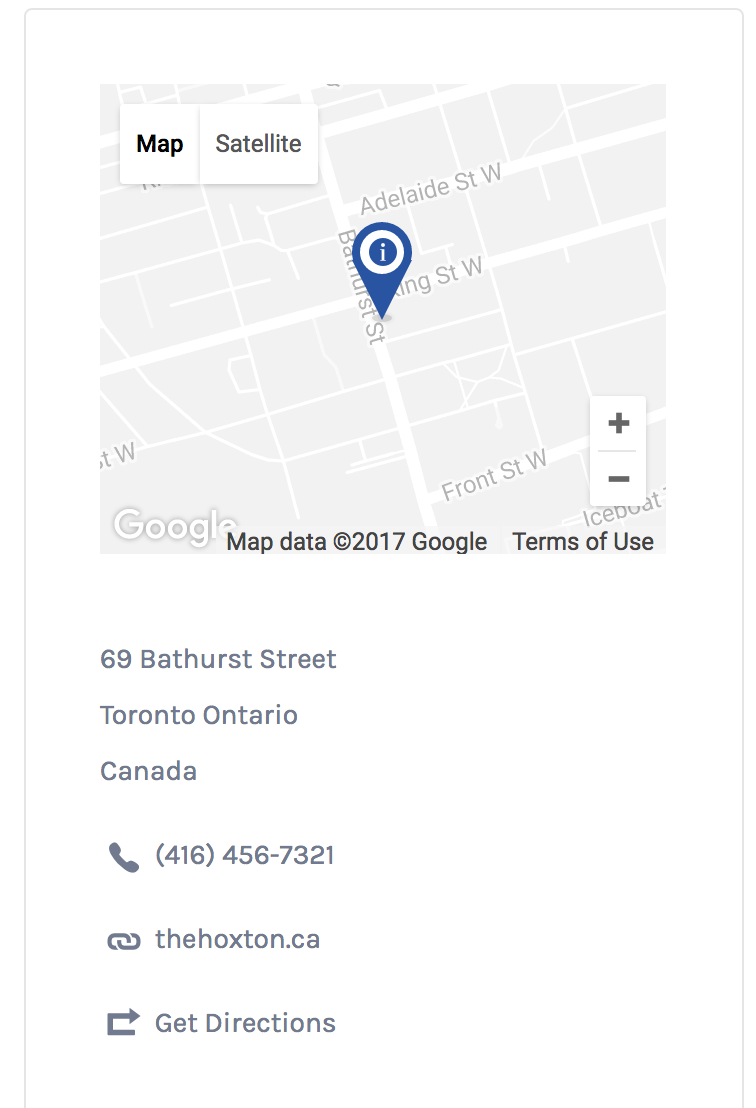 Map
Satellite
Adelaide St W
Bathurst St
King St W
St W
Front St W
Google
Map data ©2017 Google
Terms of Use
69 Bathurst Street
Toronto Ontario
Canada
(416) 456-7321
thehoxton.ca
Get Directions